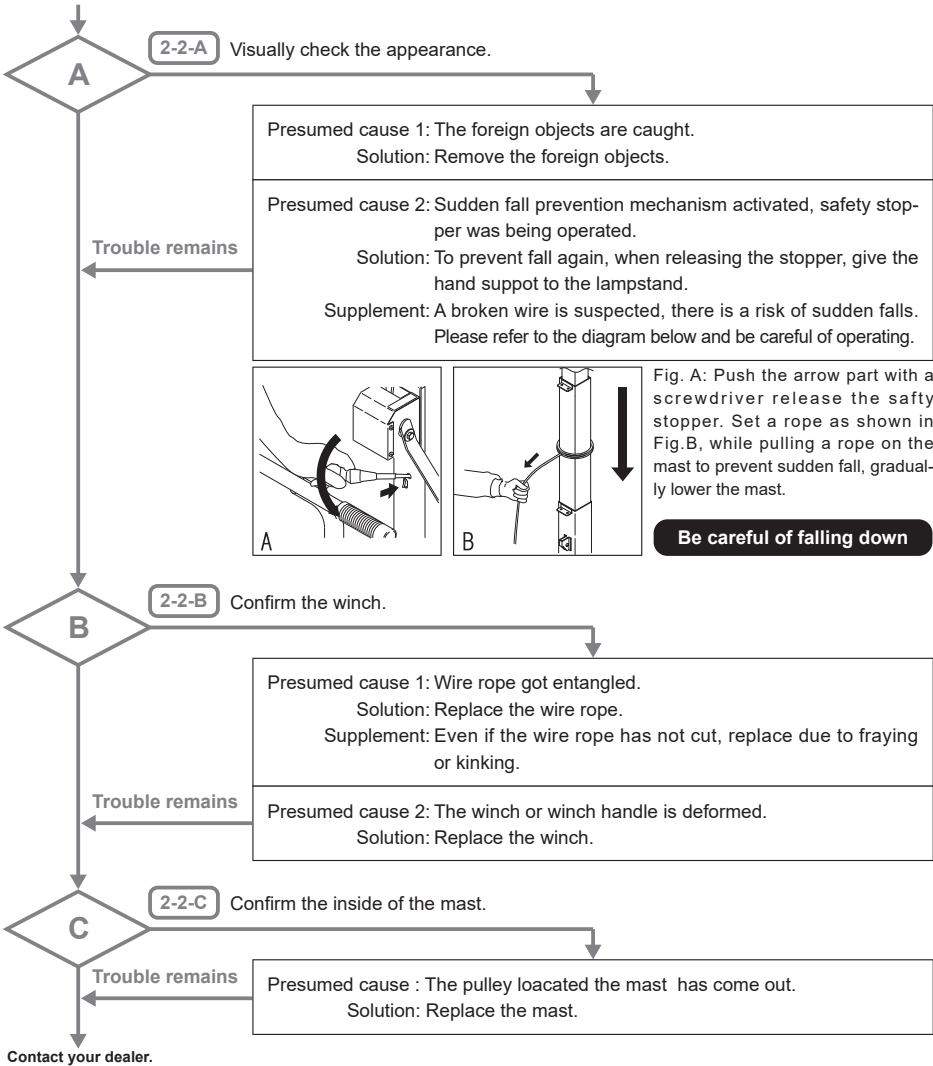 A
2-2-A Visually check the appearance.
Presumed cause 1: The foreign objects are caught.
Solution: Remove the foreign objects.
Presumed cause 2: Sudden fall prevention mechanism activated, safety stop-
per was being operated.
Solution: To prevent fall again, when releasing the stopper, give the
hand suppot to the lampstand.
Supplement: A broken wire is suspected, there is a risk of sudden falls.
Please refer to the diagram below and be careful of operating.
Trouble remains
A
B
Fig. A: Push the arrow part with a
screwdriver release the safty
stopper. Set a rope as shown in
Fig.B, while pulling a rope on the
mast to prevent sudden fall, gradual-
ly lower the mast.
Be careful of falling down
B
2-2-B Confirm the winch.
Presumed cause 1: Wire rope got entangled.
Solution: Replace the wire rope.
Supplement: Even if the wire rope has not cut, replace due to fraying
or kinking.
Trouble remains
Presumed cause 2: The winch or winch handle is deformed.
Solution: Replace the winch.
C
2-2-C Confirm the inside of the mast.
Trouble remains
Presumed cause : The pulley loacated the mast has come out.
Solution: Replace the mast.
Contact your dealer.